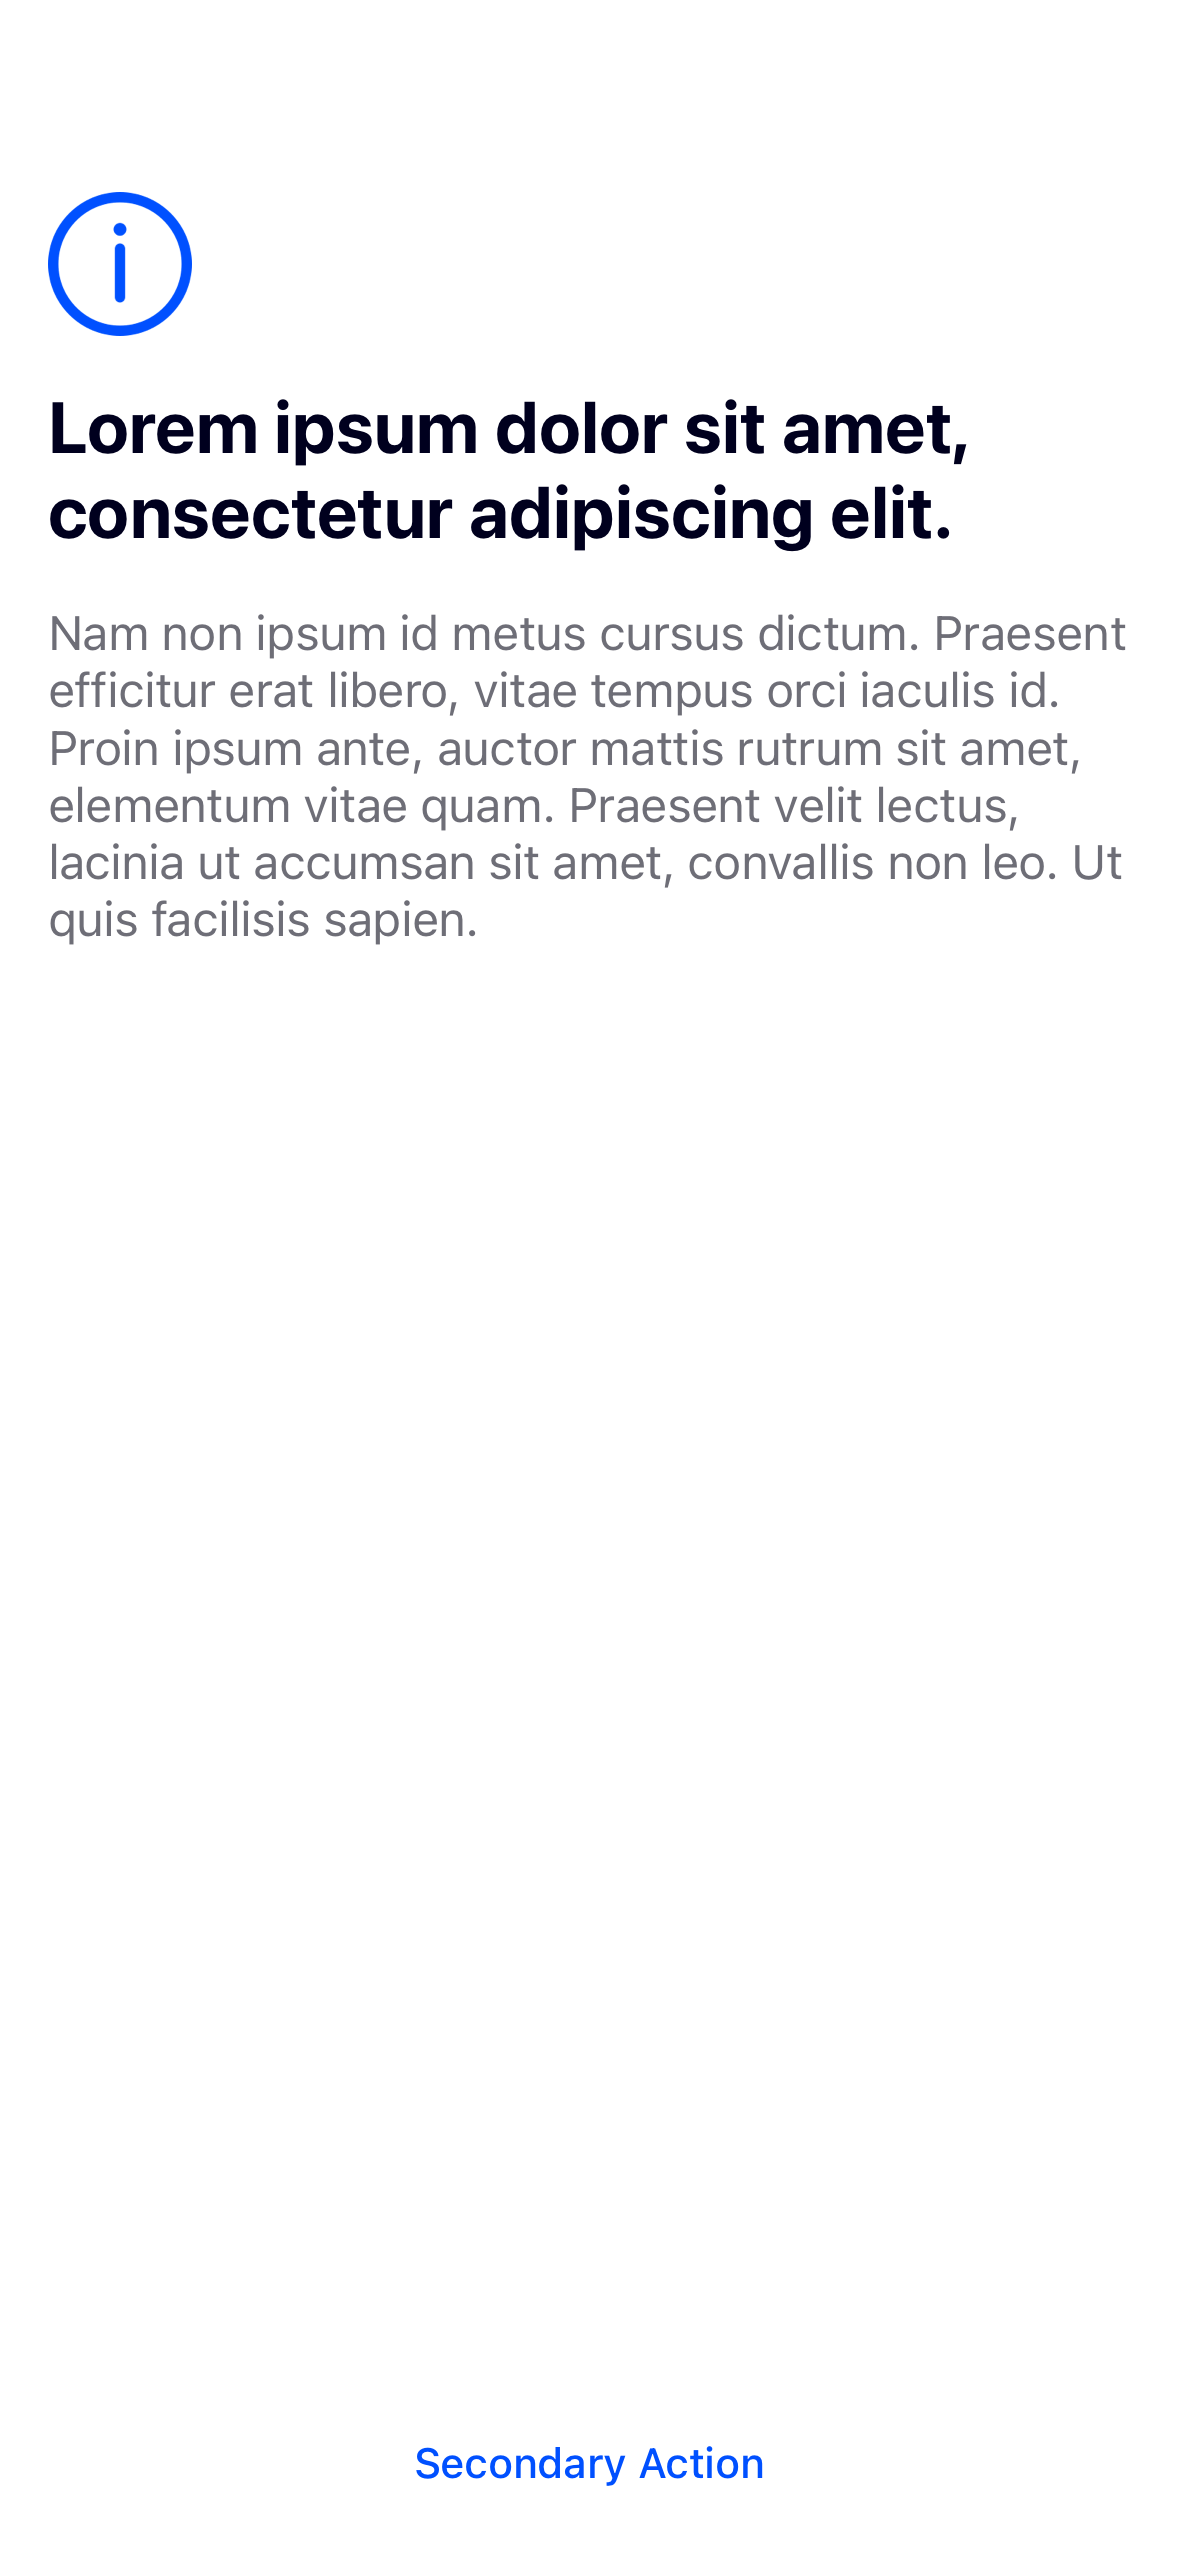 Lorem ipsum dolor sit amet,
consectetur adipiscing elit.
Nam non ipsum id metus cursus dictum. Praesent
efficitur erat libero, vitae tempus orci iaculis id.
Proin ipsum ante, auctor mattis rutrum sit amet,
elementum vitae quam. Praesent velit lectus,
lacinia ut accumsan sit amet, convallis non leo. Ut
quis facilisis sapien.
Secondary Action